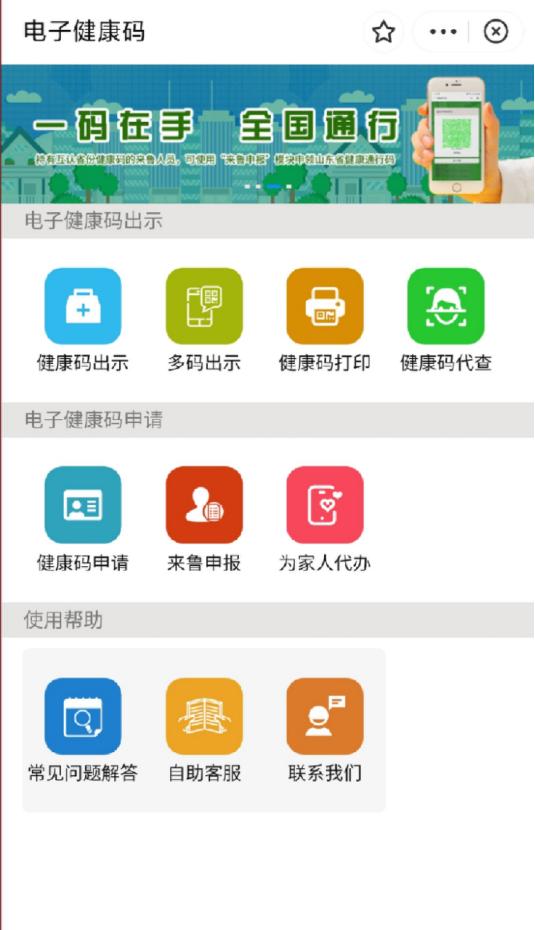 电子健康码
一码在手 全国通行
持有互认省份健康码的来鲁人员，可使用“来鲁申报”模块申领山东省健康通行码
电子健康码出示
健康码出示 多码出示 健康码打印 健康码代查
电子健康码申请
健康码申请 来鲁申报 为家人代办
使用帮助
常见问题解答 自助客服 联系我们